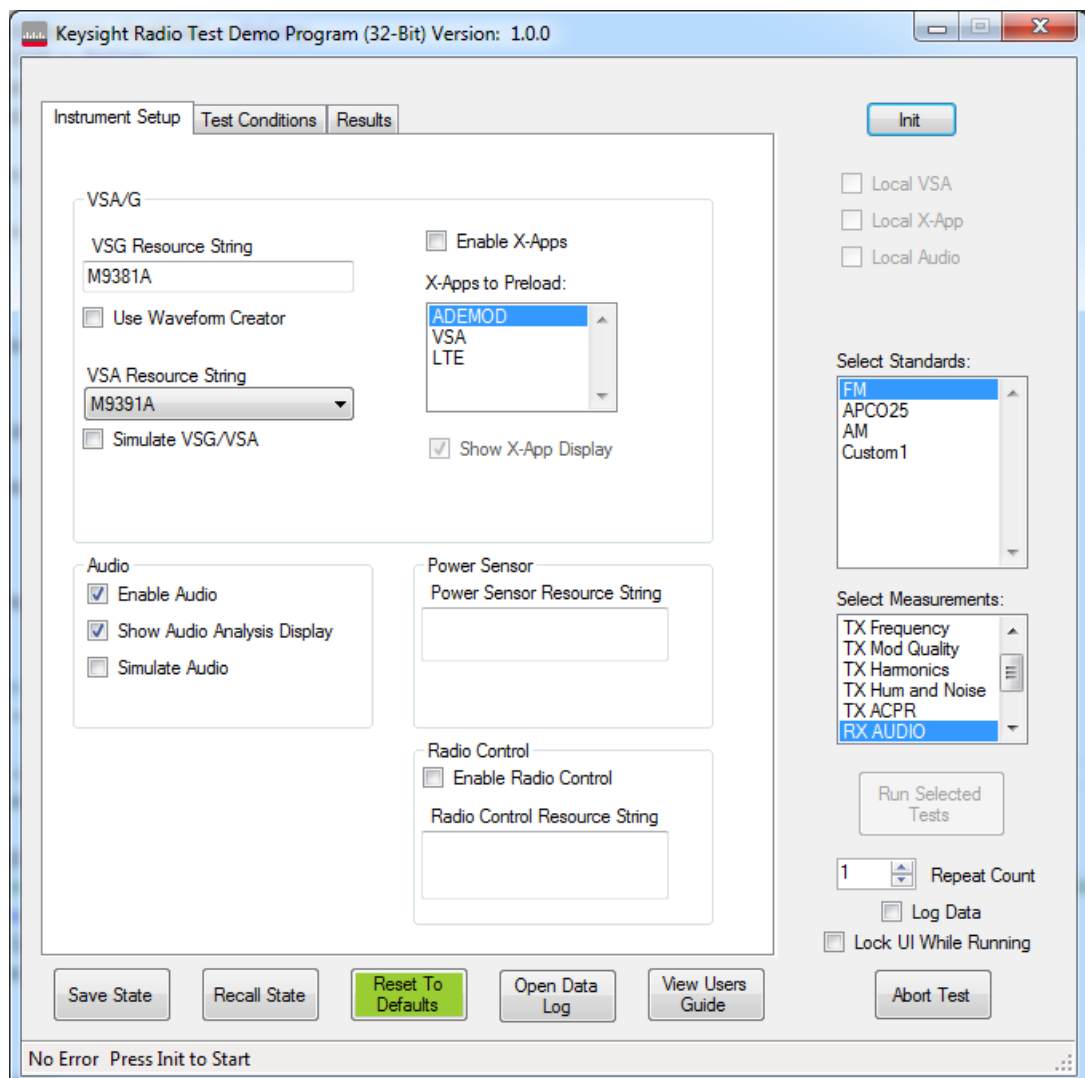 Keysight Radio Test Demo Program (32-Bit) Version: 1.0.0
Instrument Setup
Test Conditions
Results
VSA/G
VSG Resource String
M9381A
Use Waveform Creator
VSA Resource String
M9391A
Simulate VSG/VSA
Enable X-Apps
X-Apps to Preload:
ADEMOD
VSA
LTE
Show X-App Display
Audio
Enable Audio
Show Audio Analysis Display
Simulate Audio
Power Sensor
Power Sensor Resource String
Radio Control
Enable Radio Control
Radio Control Resource String
Init
Local VSA
Local X-App
Local Audio
Select Standards:
FM
APCO25
AM
Custom1
Select Measurements:
TX Frequency
TX Mod Quality
TX Harmonics
TX Hum and Noise
TX ACPR
RX AUDIO
Run Selected
Tests
1
Repeat Count
Log Data
Lock UI While Running
Save State
Recall State
Reset To
Defaults
Open Data
Log
View Users
Guide
Abort Test
No Error Press Init to Start